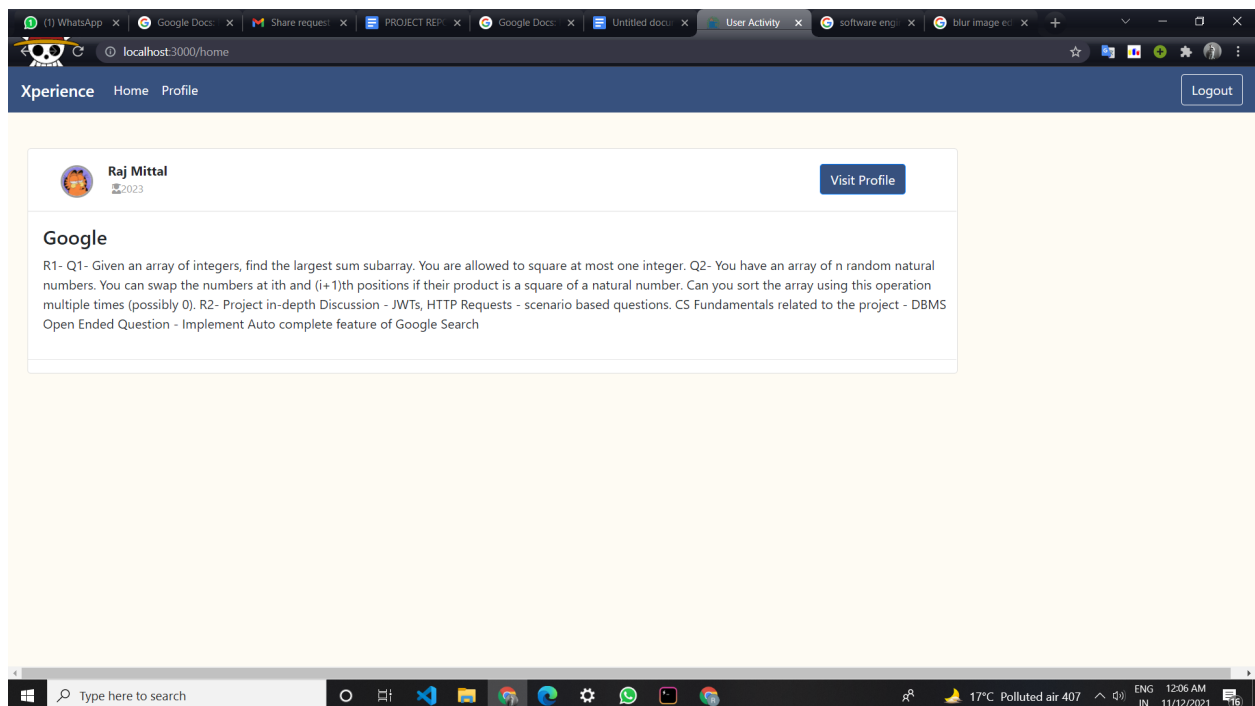 (1) WhatsApp
Google Docs:
Share request
PROJECT REPO
Google Docs:
Untitled docu
User Activity
software engi
blur image ed
localhost:3000/home
Xperience Home Profile Logout
Raj Mittal
2023
Visit Profile
Google
R1- Q1- Given an array of integers, find the largest sum subarray. You are allowed to square at most one integer. Q2- You have an array of n random natural
numbers. You can swap the numbers at ith and (i+1)th positions if their product is a square of a natural number. Can you sort the array using this operation
multiple times (possibly 0). R2- Project in-depth Discussion - JWTs, HTTP Requests - scenario based questions. CS Fundamentals related to the project - DBMS
Open Ended Question - Implement Auto complete feature of Google Search
Type here to search
17°C Polluted air 407
ENG
IN
12:06 AM
11/12/2021
16